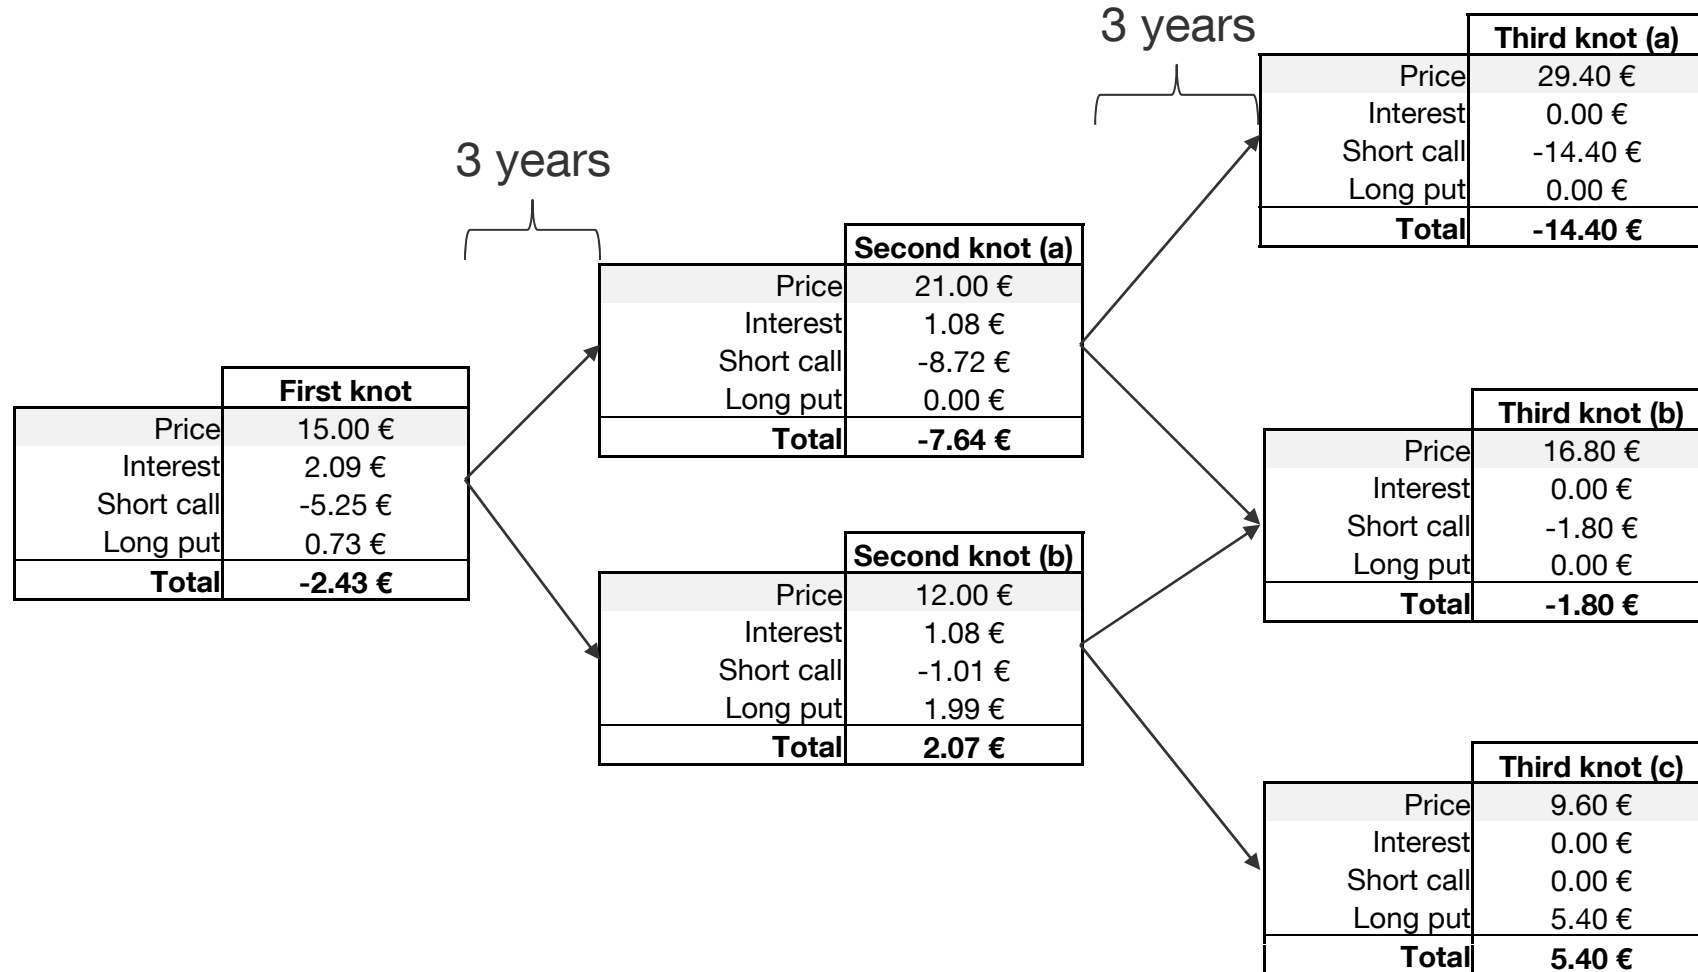 3 years
3 years
First knot
Price 15.00 €
Interest 2.09 €
Short call -5.25 €
Long put 0.73 €
Total -2.43 €
Second knot (a)
Price 21.00 €
Interest 1.08 €
Short call -8.72 €
Long put 0.00 €
Total -7.64 €
Second knot (b)
Price 12.00 €
Interest 1.08 €
Short call -1.01 €
Long put 1.99 €
Total 2.07 €
Third knot (a)
Price 29.40 €
Interest 0.00 €
Short call -14.40 €
Long put 0.00 €
Total -14.40 €
Third knot (b)
Price 16.80 €
Interest 0.00 €
Short call -1.80 €
Long put 0.00 €
Total -1.80 €
Third knot (c)
Price 9.60 €
Interest 0.00 €
Short call 0.00 €
Long put 5.40 €
Total 5.40 €